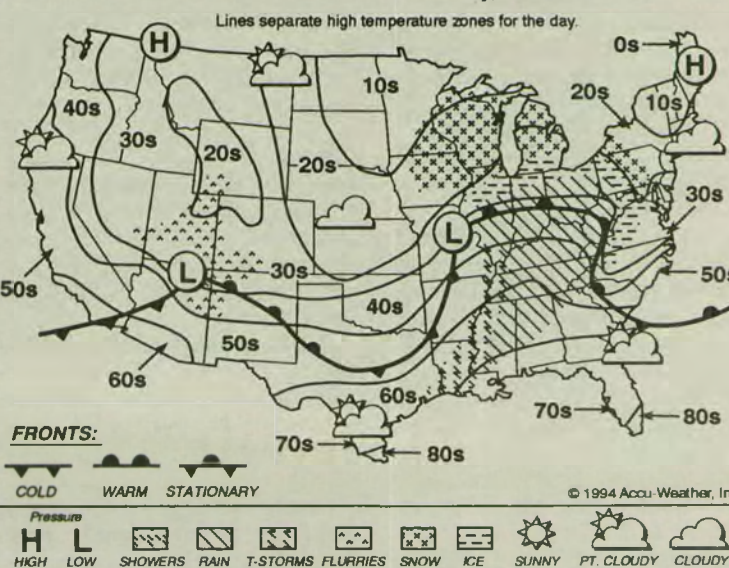 Lines separate high temperature zones for the day.
H
0s
H
10s
20s
10s
40s
30s
20s
20s
30s
L
L
30s
50s
50s
40s
50s
60s
60s
70s
80s
70s
80s
FRONTS:
COLD WARM STATIONARY
© 1994 Accu-Weather, In
Pressure
H L
HIGH LOW SHOWERS RAIN T-STORMS FLURRIES SNOW ICE SUNNY PT. CLOUDY CLOUDY